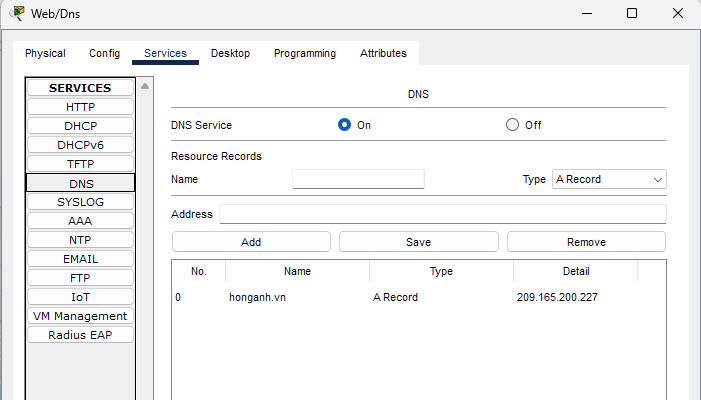 Web/Dns
Physical Config Services Desktop Programming Attributes
SERVICES
HTTP
DHCP
DHCPv6
TFTP
DNS
SYSLOG
AAA
NTP
EMAIL
FTP
IoT
VM Management
Radius EAP
DNS
DNS Service On Off
Resource Records
Name Type A Record
Address
Add Save Remove
No. Name Type Detail
0 honganh.vn A Record 209.165.200.227